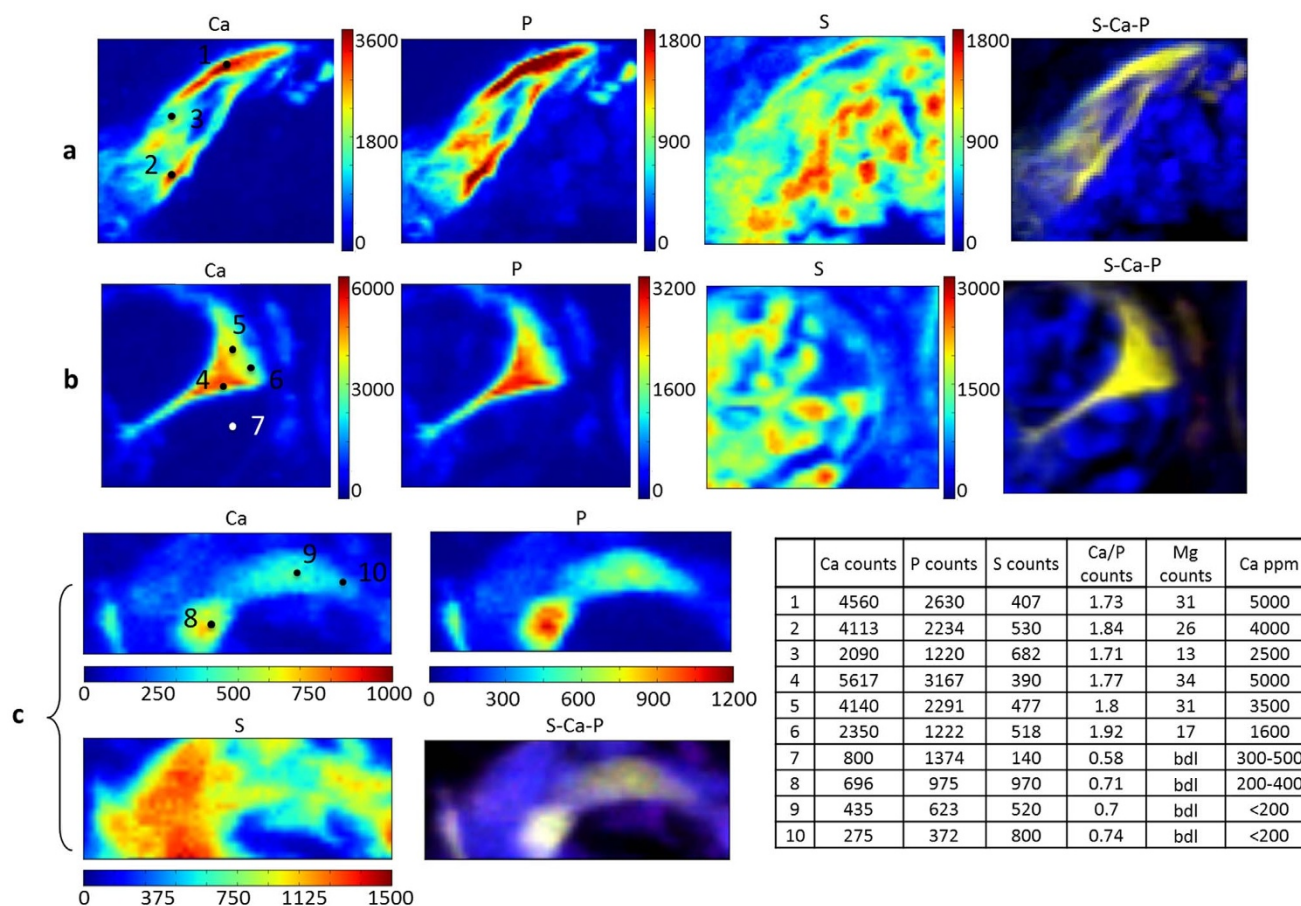 Ca P S S-Ca-P
3600 1800 1800
1
3
1800 900 900
a
2
0 0 0
Ca P S S-Ca-P
6000 3200 3000
5
b
4 6
3000 1600 1500
7
0 0 0
Ca P
9
10
8
0 250 500 750 1000 0 300 600 900 1200
c
S S-Ca-P
0 375 750 1125 1500
Ca counts P counts S counts Ca/P counts Mg counts Ca ppm
1 4560 2630 407 1.73 31 5000
2 4113 2234 530 1.84 26 4000
3 2090 1220 682 1.71 13 2500
4 5617 3167 390 1.77 34 5000
5 4140 2291 477 1.8 31 3500
6 2350 1222 518 1.92 17 1600
7 800 1374 140 0.58 bdl 300-500
8 696 975 970 0.71 bdl 200-400
9 435 623 520 0.7 bdl <200
10 275 372 800 0.74 bdl <200